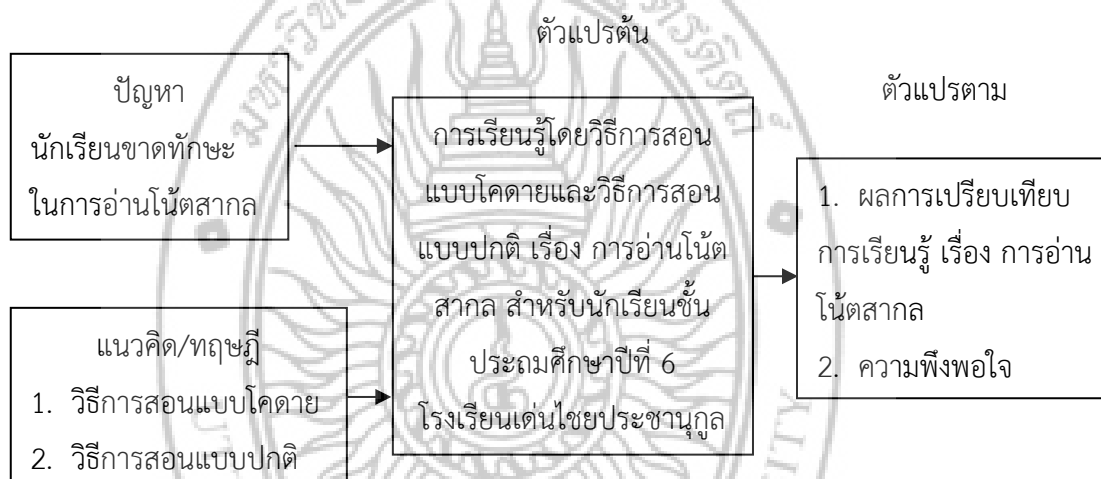 ตัวแปรต้น
ปัญหา
นักเรียนขาดทักษะ
ในการอ่านโน้ตสากล
แนวคิด/ทฤษฎี
1. วิธีการสอนแบบโคดาย
2. วิธีการสอนแบบปกติ
การเรียนรู้โดยวิธีการสอน
แบบโคดายและวิธีการสอน
แบบปกติ เรื่อง การอ่านโน้ต
สากล สำหรับนักเรียนชั้น
ประถมศึกษาปีที่ 6
โรงเรียนเด่นไชยประชานุกูล
ตัวแปรตาม
1. ผลการเปรียบเทียบ
การเรียนรู้ เรื่อง การอ่าน
โน้ตสากล
2. ความพึงพอใจ